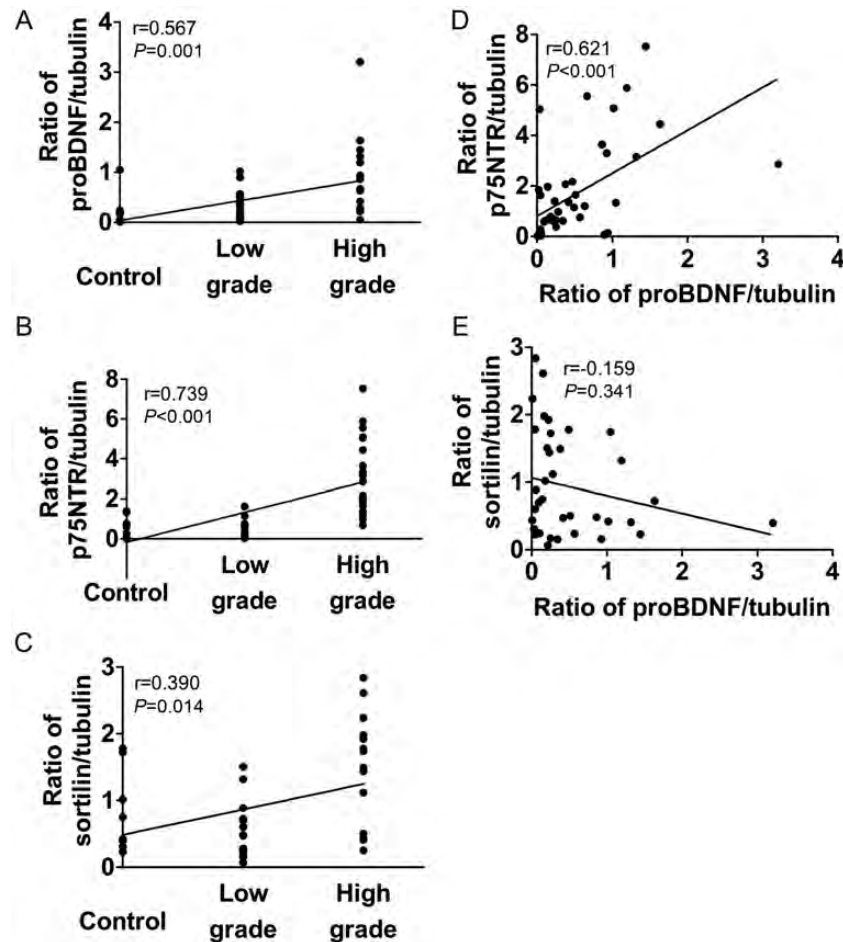 A
r=0.567
P=0.001
Ratio of
proBDNF/tubulin
4
3
2
1
0
Control
Low
grade
High
grade
B
r=0.739
P<0.001
Ratio of
p75NTR/tubulin
8
6
4
2
0
Control
Low
grade
High
grade
C
r=0.390
P=0.014
Ratio of
sortilin/tubulin
3
2
1
0
Control
Low
grade
High
grade
D
r=0.621
P<0.001
Ratio of
p75NTR/tubulin
8
6
4
2
0
0 1 2 3 4
Ratio of proBDNF/tubulin
E
r=-0.159
P=0.341
Ratio of
sortilin/tubulin
3
2
1
0
0 1 2 3 4
Ratio of proBDNF/tubulin